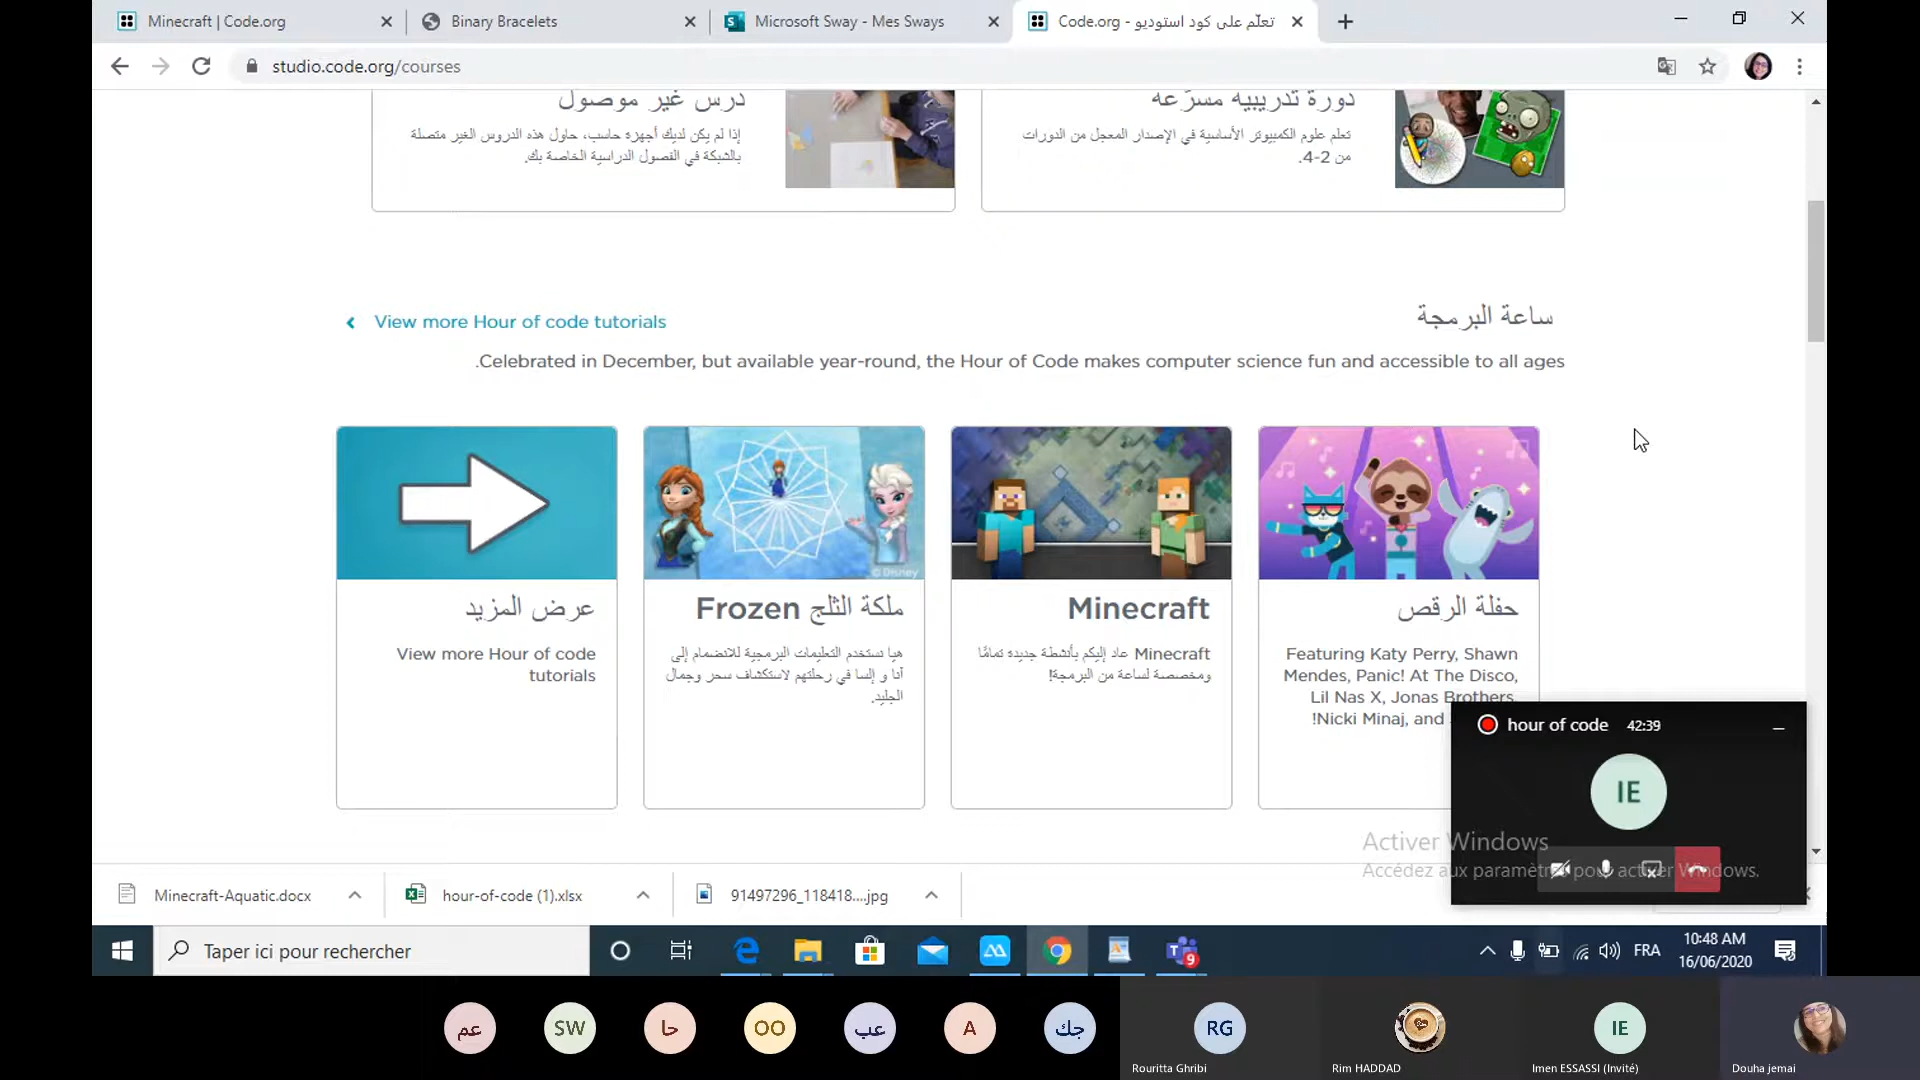 Minecraft | Code.org
Binary Bracelets
Microsoft Sway - Mes Sways
تعلّم على كود استوديو - Code.org
studio.code.org/courses
دورة تدريبية مسرّعة
تعلم علوم الكمبيوتر الأساسية في الإصدار المعجل من الدورات
من 2-4.
درس غير موصول
إذا لم يكن لديك أجهزة حاسب، حاول هذه الدروس الغير متصلة
بالشبكة في الفصول الدراسية الخاصة بك.
ساعة البرمجة
View more Hour of code tutorials
.Celebrated in December, but available year-round, the Hour of Code makes computer science fun and accessible to all ages
© Disney
حفلة الرقص
Featuring Katy Perry, Shawn
Mendes, Panic! At The Disco,
Lil Nas X, Jonas Brothers,
!Nicki Minaj, and
Minecraft
Minecraft عاد إليكم بأنشطة جديدة تمامًا
ومخصصة لساعة من البرمجة!
ملكة الثلج Frozen
هيا نستخدم التعليمات البرمجية للانضمام إلى
آنا و إلسا في رحلتهم لاستكشاف سحر وجمال
الجليد.
عرض المزيد
View more Hour of code
tutorials
hour of code 42:39
IE
Activer Windows
Accédez aux paramètres pour activer Windows.
Minecraft-Aquatic.docx
hour-of-code (1).xlsx
91497296_118418....jpg
Taper ici pour rechercher
9
FRA
10:48 AM
16/06/2020
عم
SW
حا
OO
عب
A
جك
RG
IE
Rouritta Ghribi
Rim HADDAD
Imen ESSASSI (Invité)
Douha jemai